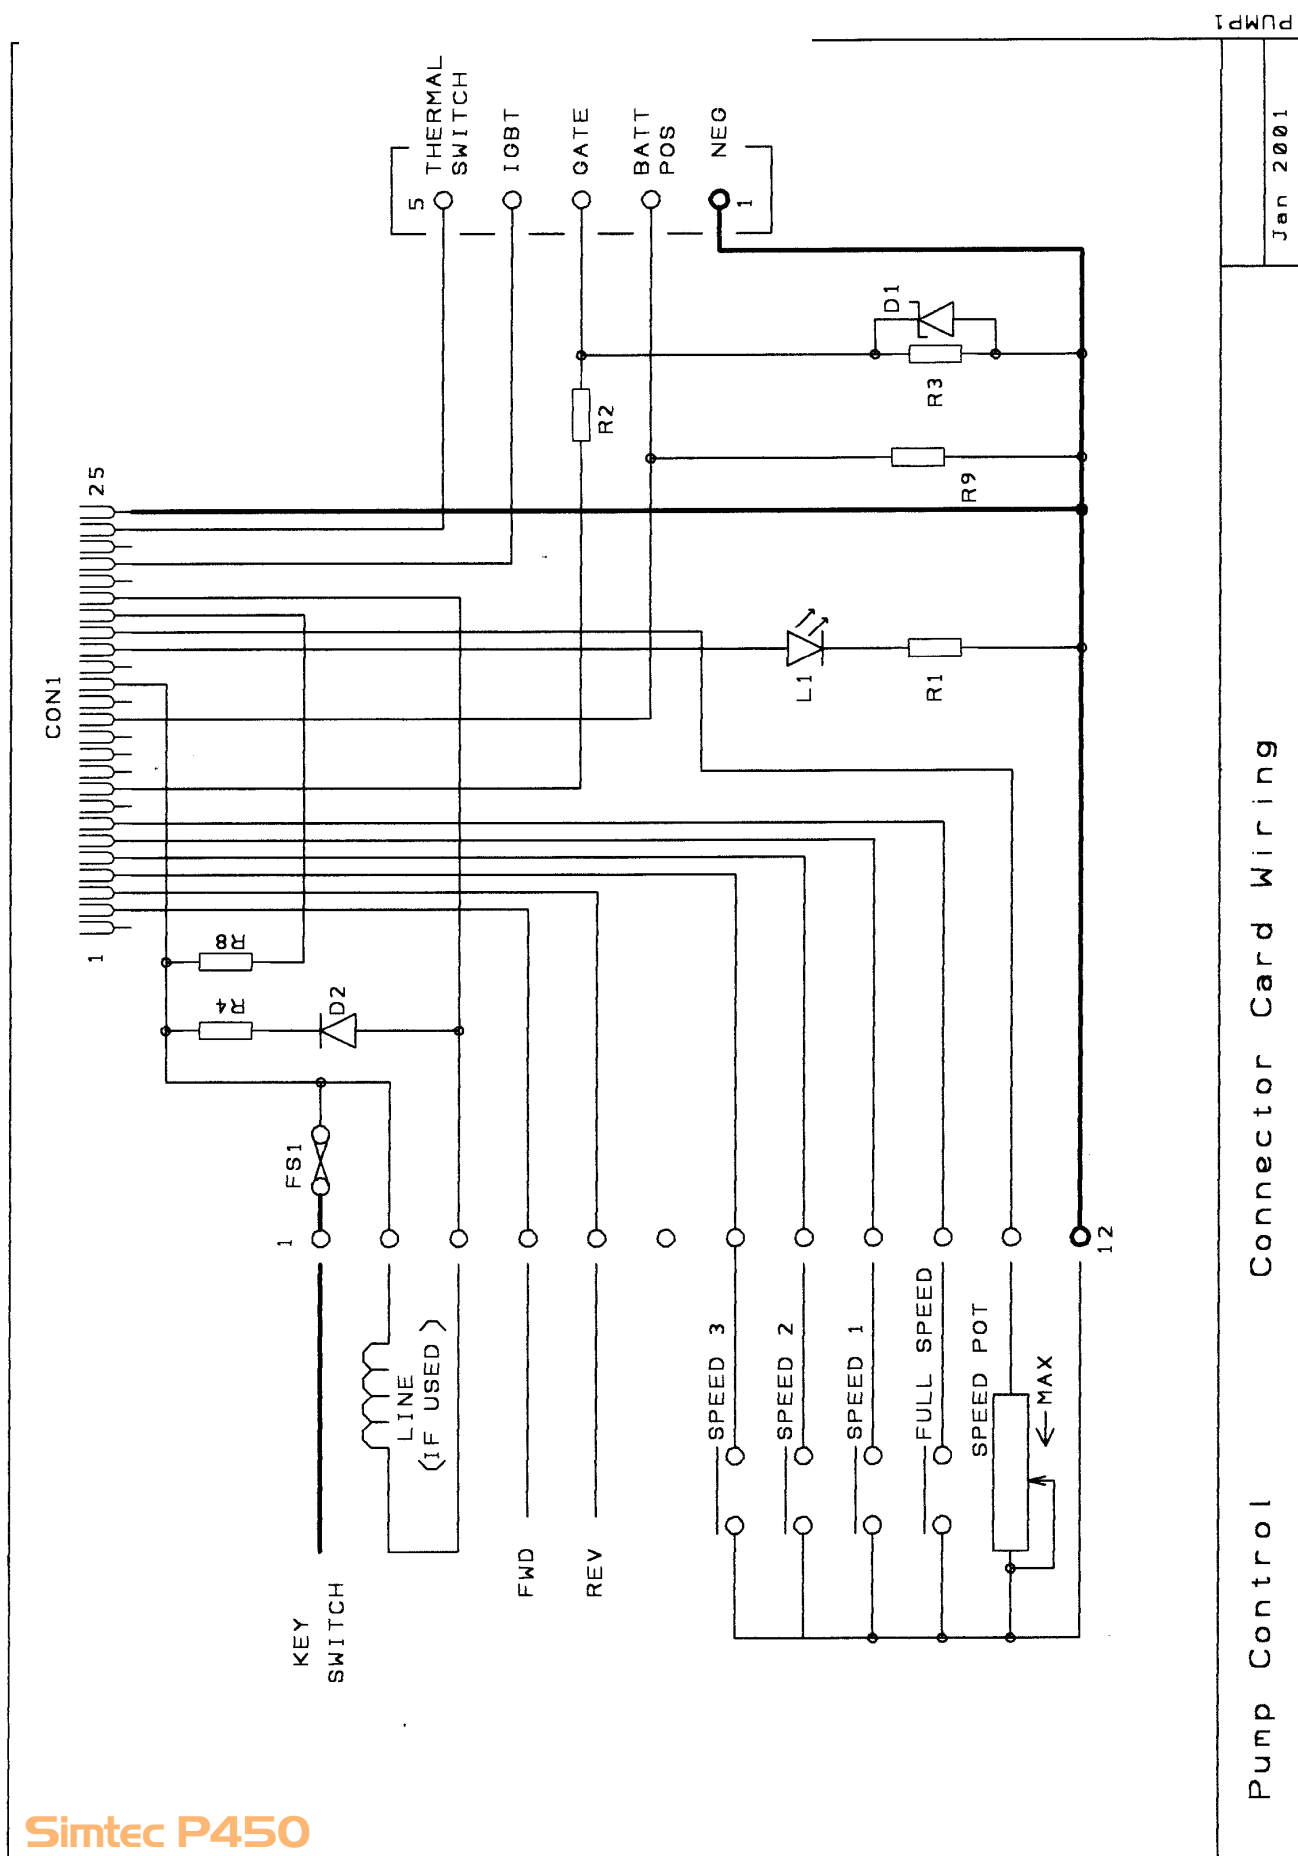 CON1
1
25
R8
R4
D2
FS1
1
KEY
SWITCH
LINE
(IF USED )
FWD
REV
SPEED 3
SPEED 2
SPEED 1
FULL SPEED
SPEED POT
MAX
12
5
THERMAL
SWITCH
IGBT
GATE
BATT
POS
NEG
1
R2
D1
R3
R9
L1
R1
Pump Control
Connector Card Wiring
Jan 2001
PUMP1
Simtec P450